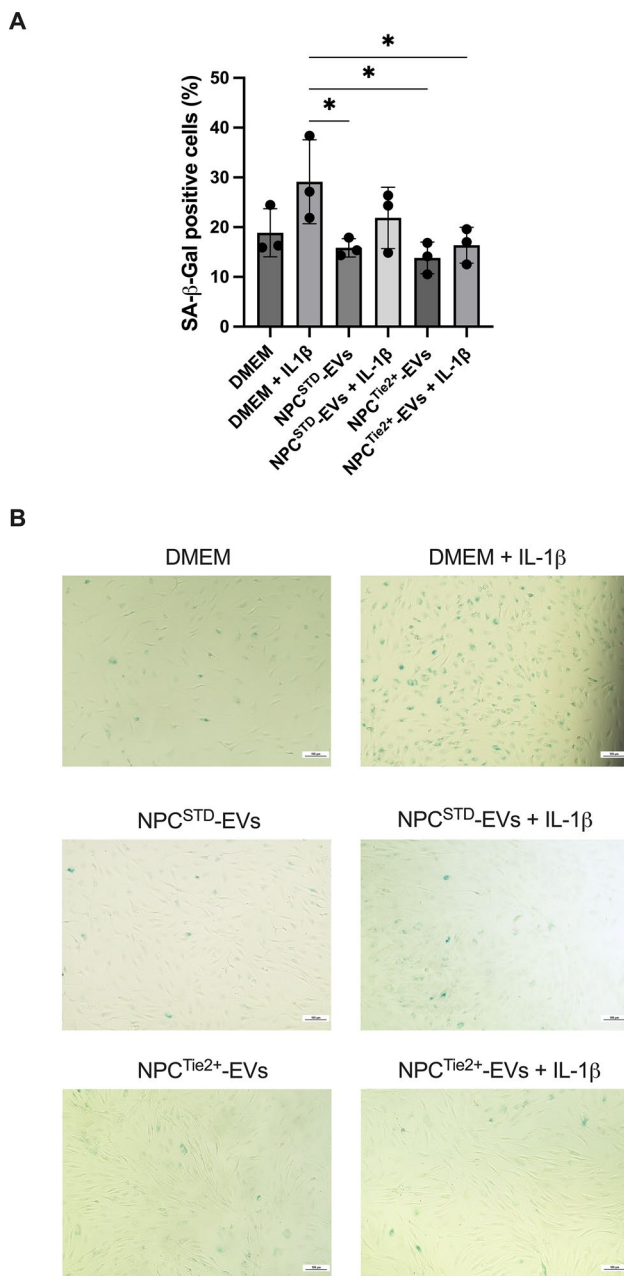 A
*
*
*
50
40
30
20
10
0
SA-β-Gal positive cells (%)
DMEM
DMEM + IL1β
NPCSTD-EVs
NPCSTD-EVs + IL-1β
NPCTie2+-EVs
NPCTie2+-EVs + IL-1β
B
DMEM
DMEM + IL-1β
NPCSTD-EVs
NPCSTD-EVs + IL-1β
NPCTie2+-EVs
NPCTie2+-EVs + IL-1β